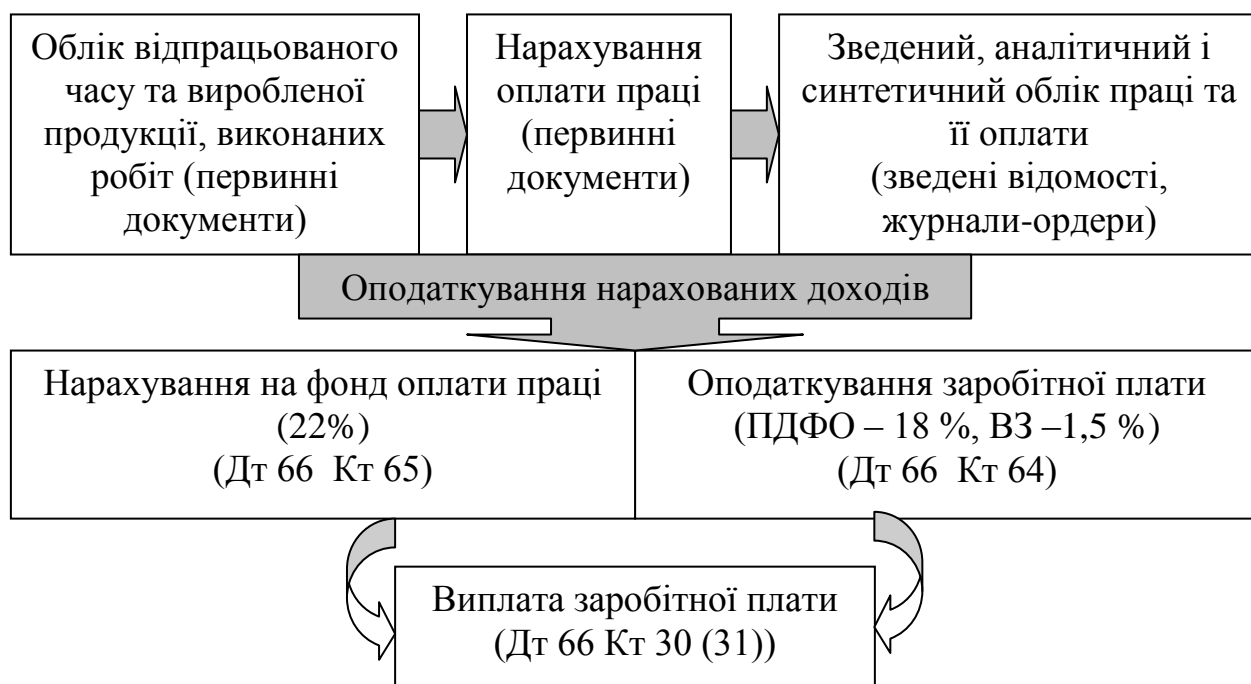 Облік відпрацьованого
часу та виробленої
продукції, виконаних
робіт (первинні
документи)
Нарахування
оплати праці
(первинні
документи)
Зведений, аналітичний і
синтетичний облік праці та
її оплати
(зведені відомості,
журнали-ордери)
Оподаткування нарахованих доходів
Нарахування на фонд оплати праці
(22%)
(Дт 66 Кт 65)
Оподаткування заробітної плати
(ПДФО – 18 %, ВЗ –1,5 %)
(Дт 66 Кт 64)
Виплата заробітної плати
(Дт 66 Кт 30 (31))